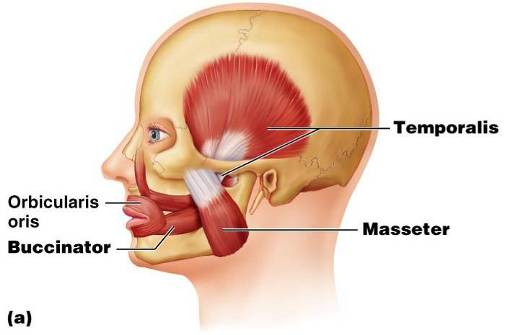 Temporalis
Orbicularis
oris
Masseter
Buccinator
(a)